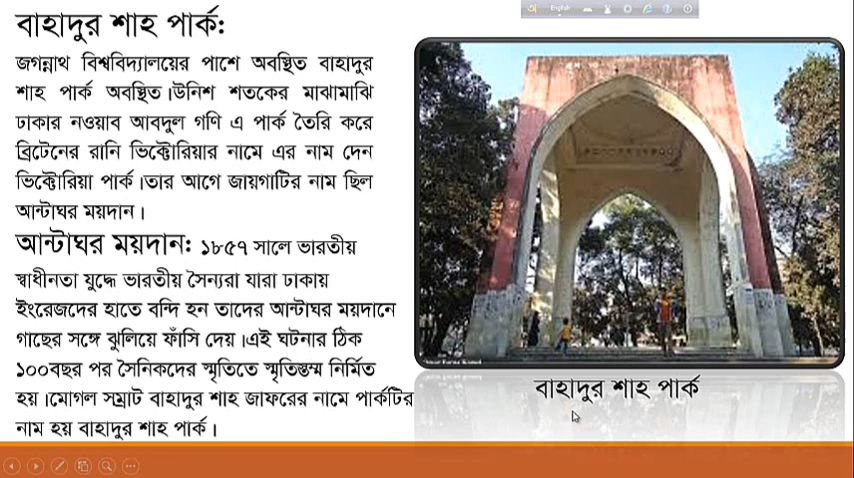 বাহাদুর শাহ পার্ক:
জগন্নাথ বিশ্ববিদ্যালয়ের পাশে অবস্থিত বাহাদুর
শাহ পার্ক অবস্থিত।উনিশ শতকের মাঝামাঝি
ঢাকার নওয়াব আবদুল গণি এ পার্ক তৈরি করে
ব্রিটেনের রানি ভিক্টোরিয়ার নামে এর নাম দেন
ভিক্টোরিয়া পার্ক।তার আগে জায়গাটির নাম ছিল
আন্টাঘর ময়দান।
আন্টাঘর ময়দান: ১৮৫৭ সালে ভারতীয়
স্বাধীনতা যুদ্ধে ভারতীয় সৈন্যরা যারা ঢাকায়
ইংরেজদের হাতে বন্দি হন তাদের আন্টাঘর ময়দানে
গাছের সঙ্গে ঝুলিয়ে ফাঁসি দেয়।এই ঘটনার ঠিক
১০০বছর পর সৈনিকদের স্মৃতিতে স্মৃতিস্তম্ম নির্মিত
হয়।মোগল সম্রাট বাহাদুর শাহ জাফরের নামে পার্কটির
নাম হয় বাহাদুর শাহ পার্ক।
English
বাহাদুর শাহ পার্ক